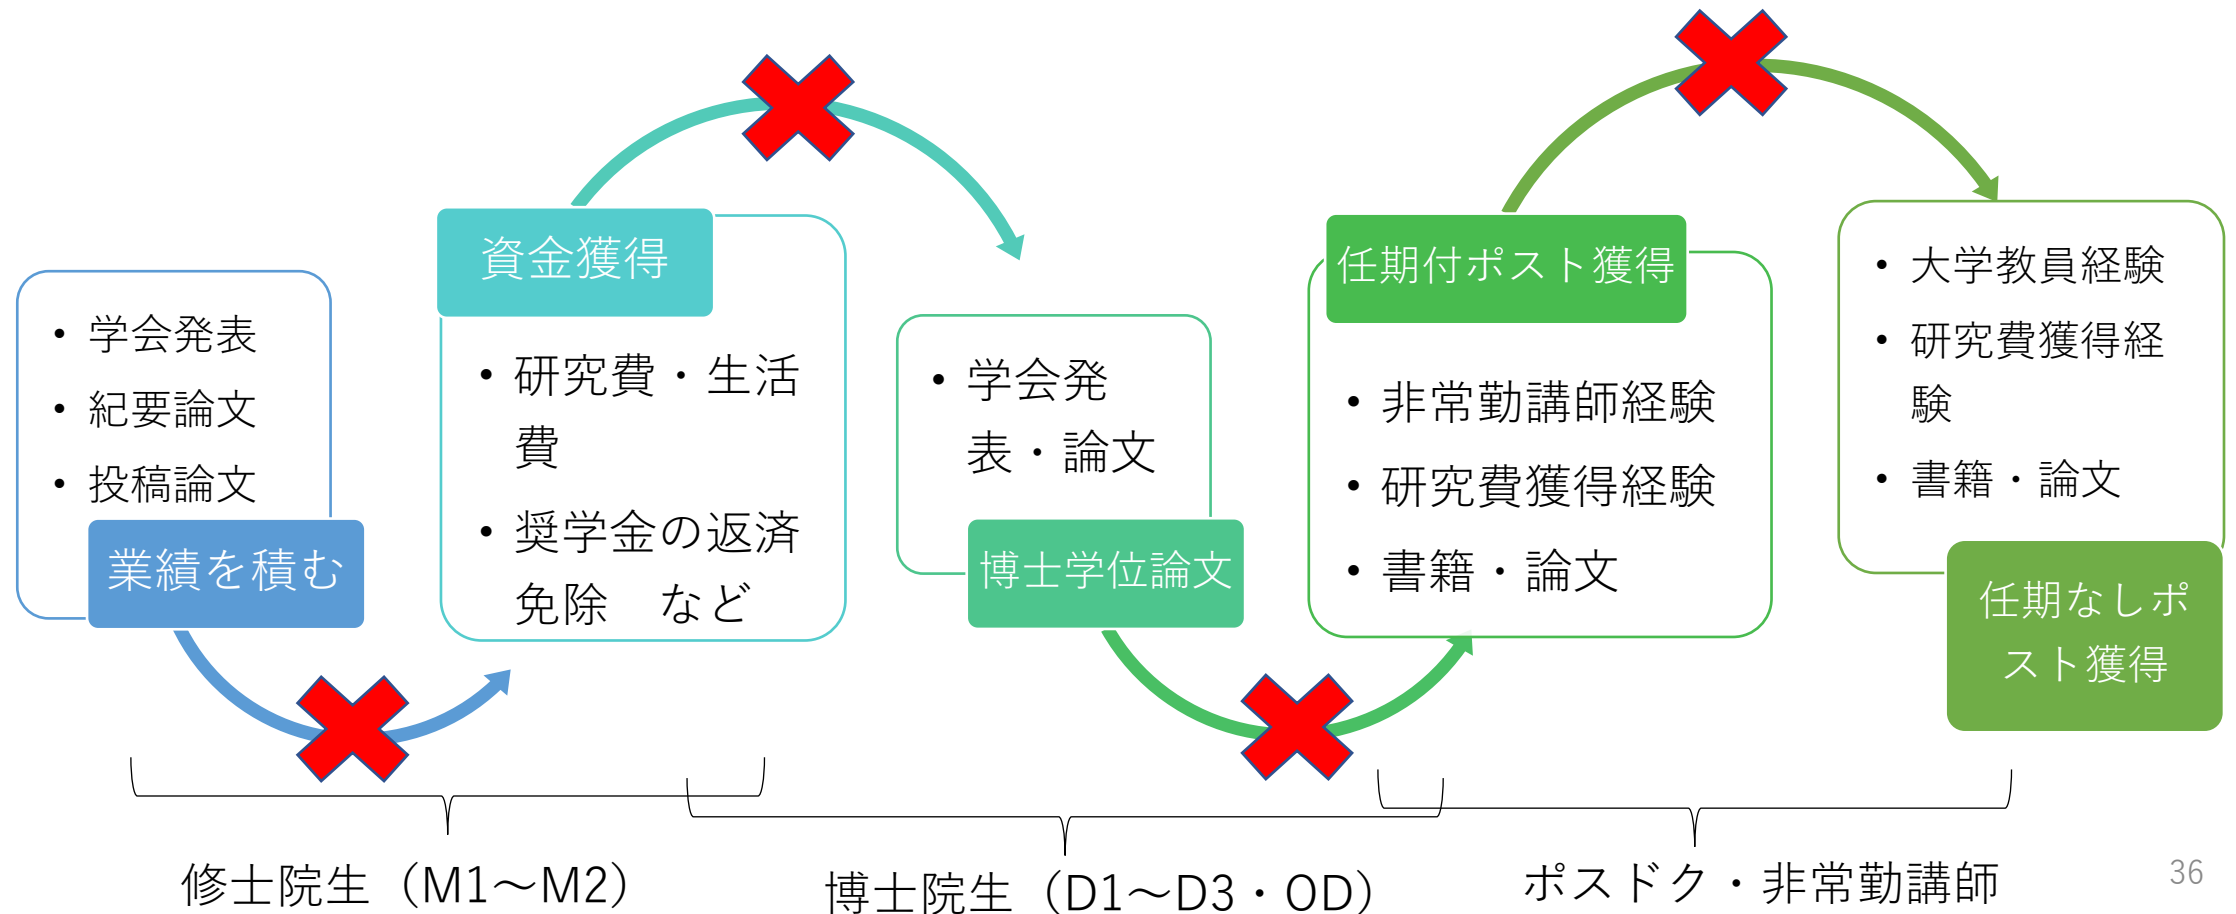 • 学会発表
• 紀要論文
• 投稿論文
業績を積む
資金獲得
• 研究費・生活
費
• 奨学金の返済
免除　など
• 学会発
表・論文
博士学位論文
任期付ポスト獲得
• 非常勤講師経験
• 研究費獲得経験
• 書籍・論文
• 大学教員経験
• 研究費獲得経
験
• 書籍・論文
任期なしポ
スト獲得
修士院生（M1～M2）
博士院生（D1～D3・OD）
ポスドク・非常勤講師
36